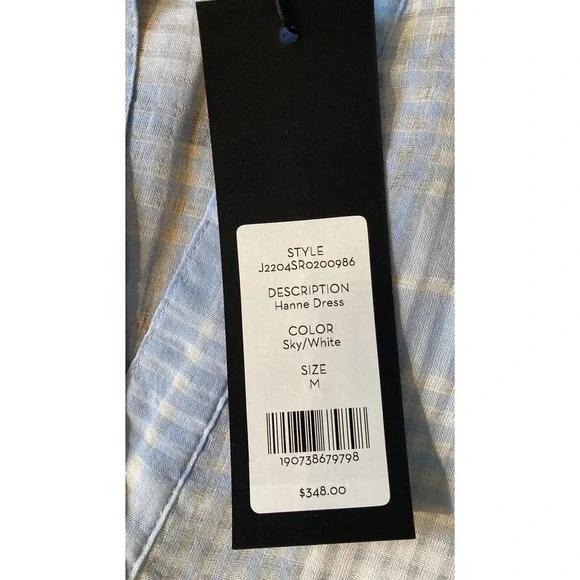 STYLE
J2204SR0200986
DESCRIPTION
Hanne Dress
COLOR
Sky/White
SIZE
M
190738679798
$348.00